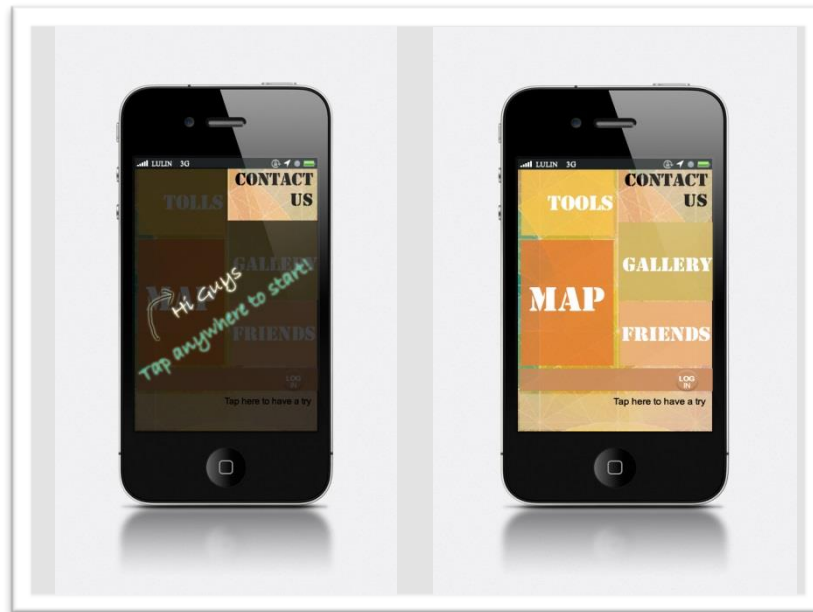 LULIN 3G
TOLLS
CONTACT
US
GALLERY
MAP
Hi Guys
Tap anywhere to start!
FRIENDS
LOG
IN
Tap here to have a try
LULIN 3G
TOOLS
CONTACT
US
GALLERY
MAP
FRIENDS
LOG
IN
Tap here to have a try